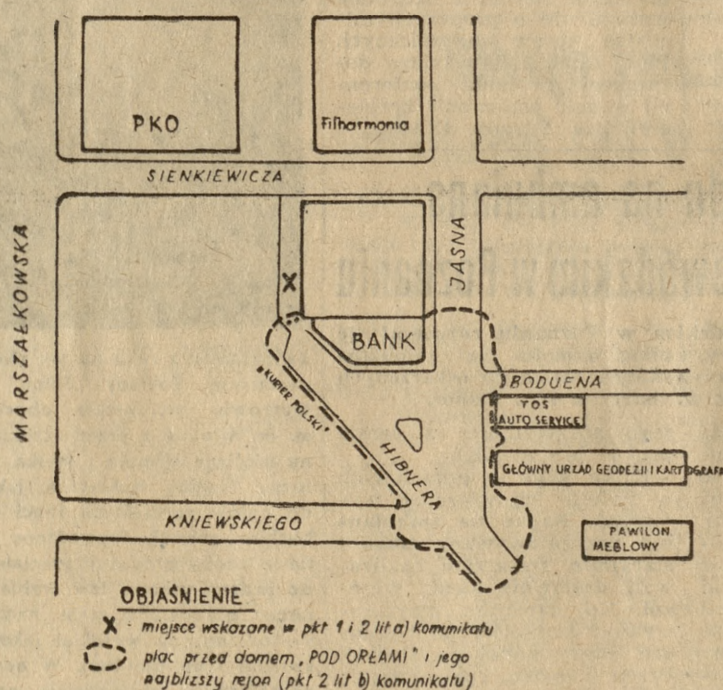 PKO
Filharmonia
SIENKIEWICZA
MARSZAŁKOWSKA
JASNA
X
BANK
BODUENA
"KURIER POLSKI"
TOS
AUTO SERVICE
HIBNERA
GŁÓWNY URZĄD GEODEZII I KARTOGRAFII
KNIEWSKIEGO
PAWILON
MEBLOWY
OBJAŚNIENIE
X - miejsce wskazane w pkt 1 i 2 lit a) komunikatu
plac przed domem „POD ORŁAMI" i jego
najbliższy rejon (pkt 2 lit b) komunikatu)